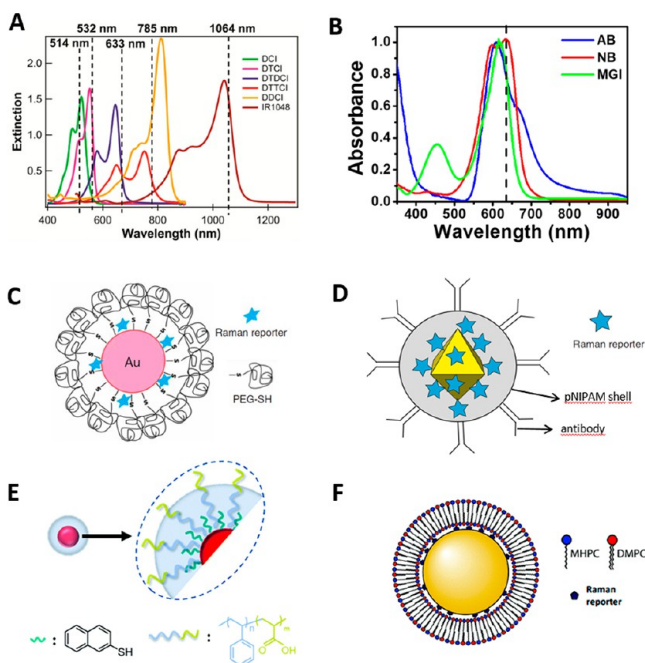 A
532 nm 785 nm 1064 nm
514 nm 633 nm
Extinction
2.0
1.5
1.0
0.5
DCI
DTCI
DTDCI
DTTCI
DDCI
IR1048
400 600 800 1000 1200
Wavelength (nm)
B
Absorbance
1.0
0.8
0.6
0.4
0.2
0.0
AB
NB
MGI
400 500 600 700 800 900
Wavelength (nm)
C
Au
s
s
s
s
s
s
s
s
Raman reporter
s
PEG-SH
D
Raman reporter
pNIPAM shell
antibody
E
:
SH
:
n
m
O
OH
F
MHPC
DMPC
Raman
reporter